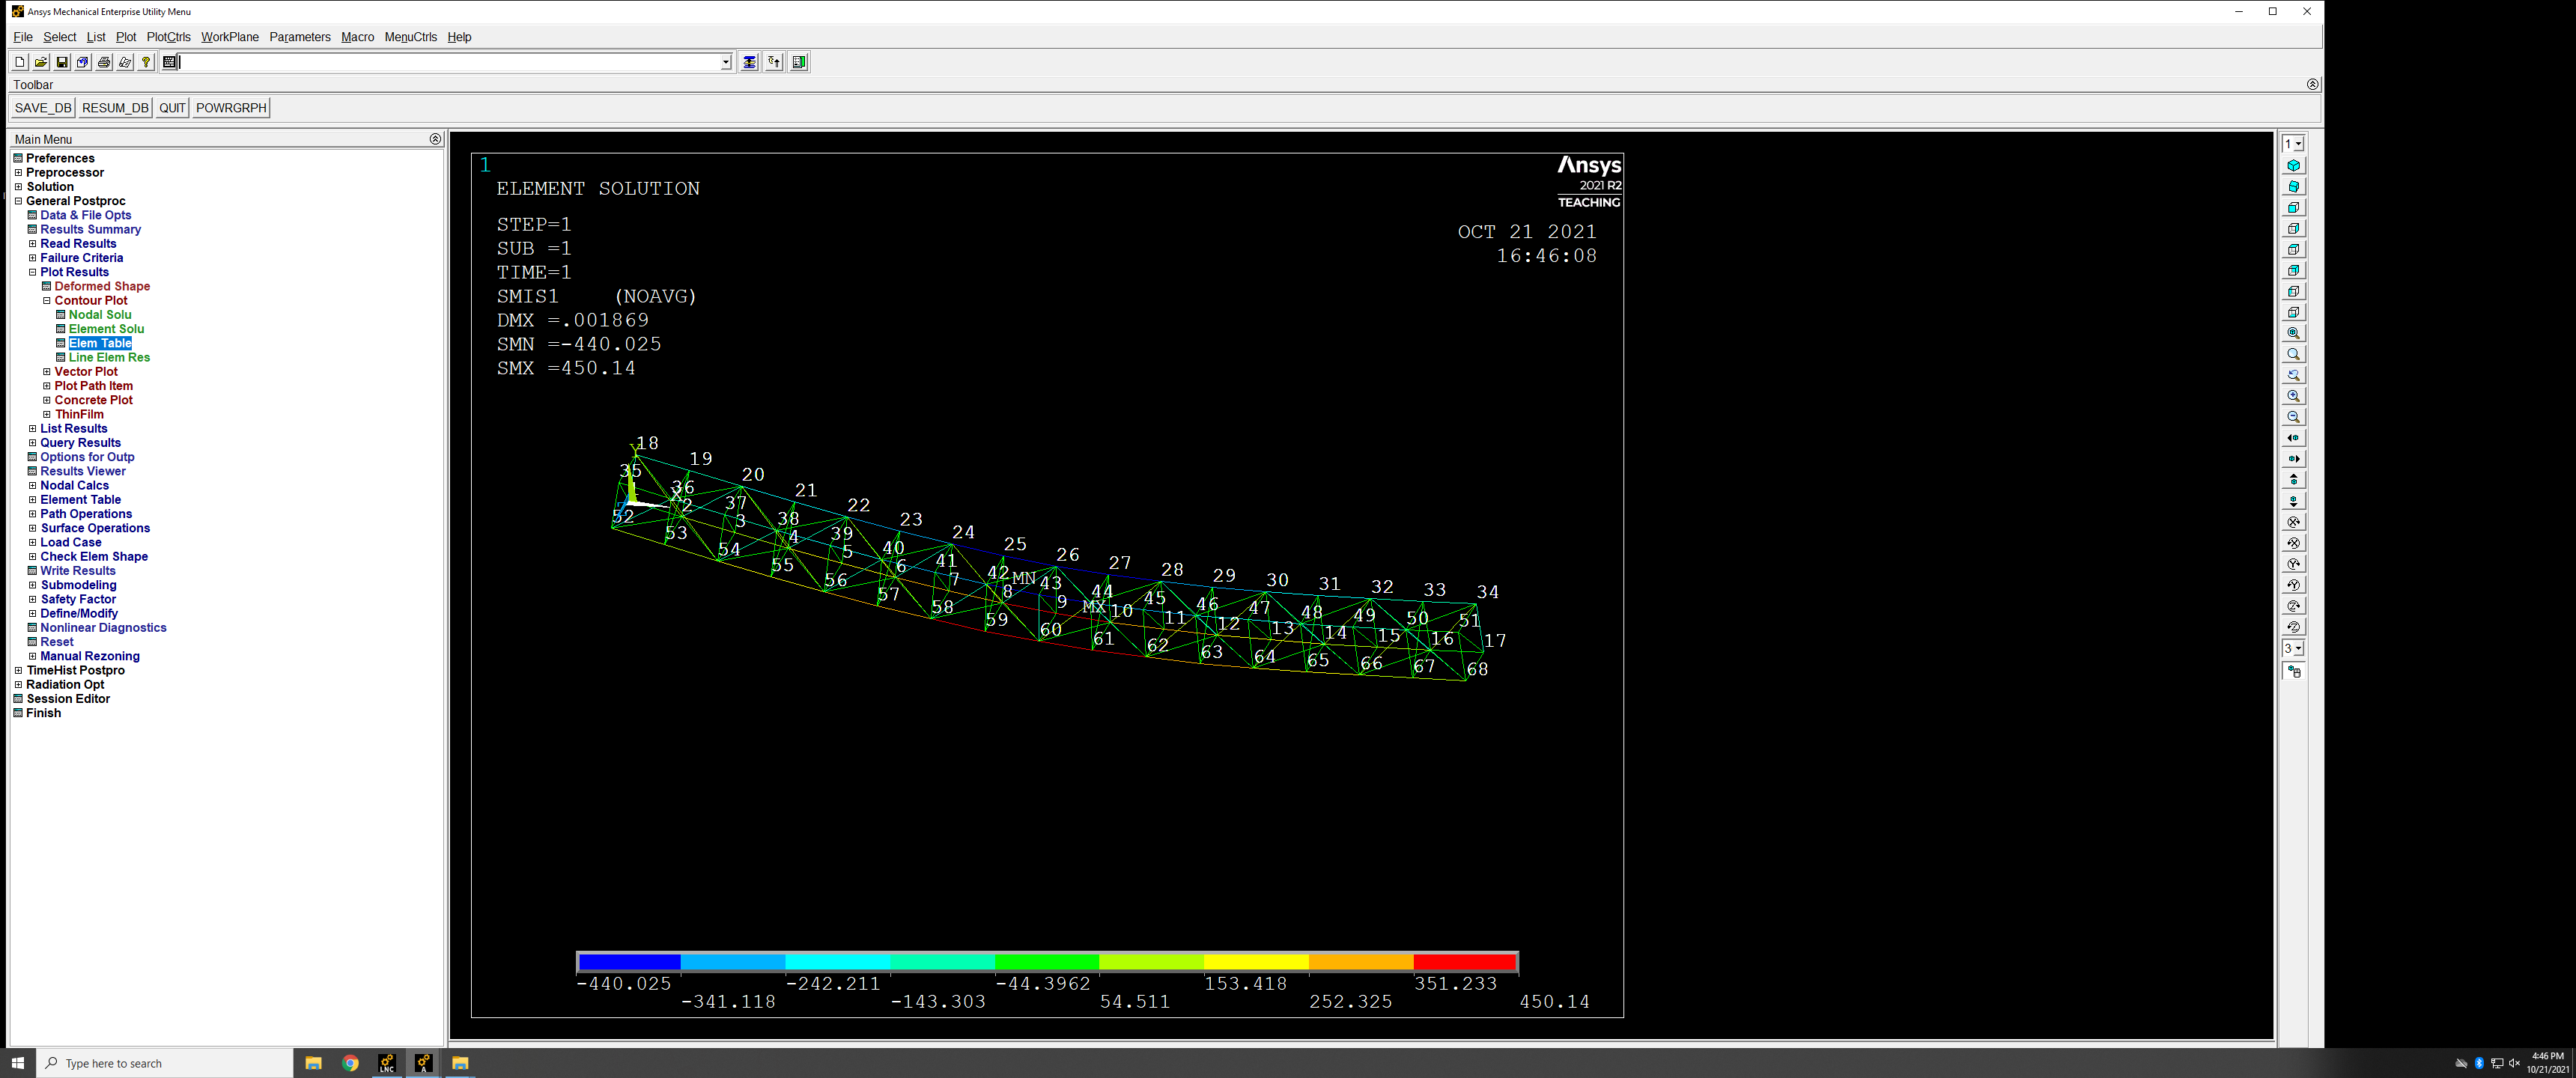 Ansys Mechanical Enterprise Utility Menu
File Select List Plot PlotCtrls WorkPlane Parameters Macro MenuCtrls Help
Toolbar
SAVE_DB RESUM_DB QUIT POWRGRPH
Main Menu
Preferences
Preprocessor
Solution
General Postproc
Data & File Opts
Results Summary
Read Results
Failure Criteria
Plot Results
Deformed Shape
Contour Plot
Nodal Solu
Element Solu
Elem Table
Line Elem Res
Vector Plot
Plot Path Item
Concrete Plot
ThinFilm
List Results
Query Results
Options for Outp
Results Viewer
Nodal Calcs
Element Table
Path Operations
Surface Operations
Load Case
Check Elem Shape
Write Results
Submodeling
Safety Factor
Define/Modify
Nonlinear Diagnostics
Reset
Manual Rezoning
TimeHist Postpro
Radiation Opt
Session Editor
Finish
1
ELEMENT SOLUTION
STEP=1
SUB =1
TIME=1
SMIS1 (NOAVG)
DMX =.001869
SMN =-440.025
SMX =450.14
Ansys
2021 R2
TEACHING
OCT 21 2021
16:46:08
18 19 20 21 22 23 24 25 26 27 28 29 30 31 32 33 34
35 36 37 38 39 40 41 42 MN 43 44 45 46 47 48 49 50 51
2 3 4 5 6 7 8 9 MX 10 11 12 13 14 15 16 17
52 53 54 55 56 57 58 59 60 61 62 63 64 65 66 67 68
-440.025 -242.211 -44.3962 153.418 351.233
-341.118 -143.303 54.511 252.325 450.14
1
3
Type here to search
LNC
A
4:46 PM
10/21/2021